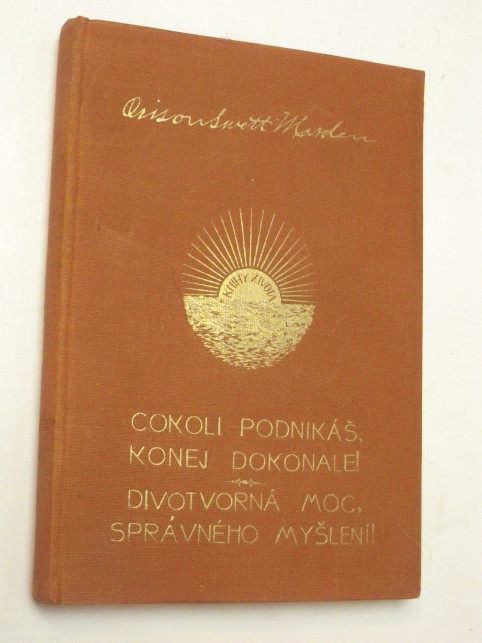 Orison Swett Marden
KNIHY ŽIVOTA
COKOLI PODNIKÁŠ,
KONEJ DOKONALE!
DIVOTVORNÁ MOC,
SPRÁVNÉHO MYŠLENÍ!